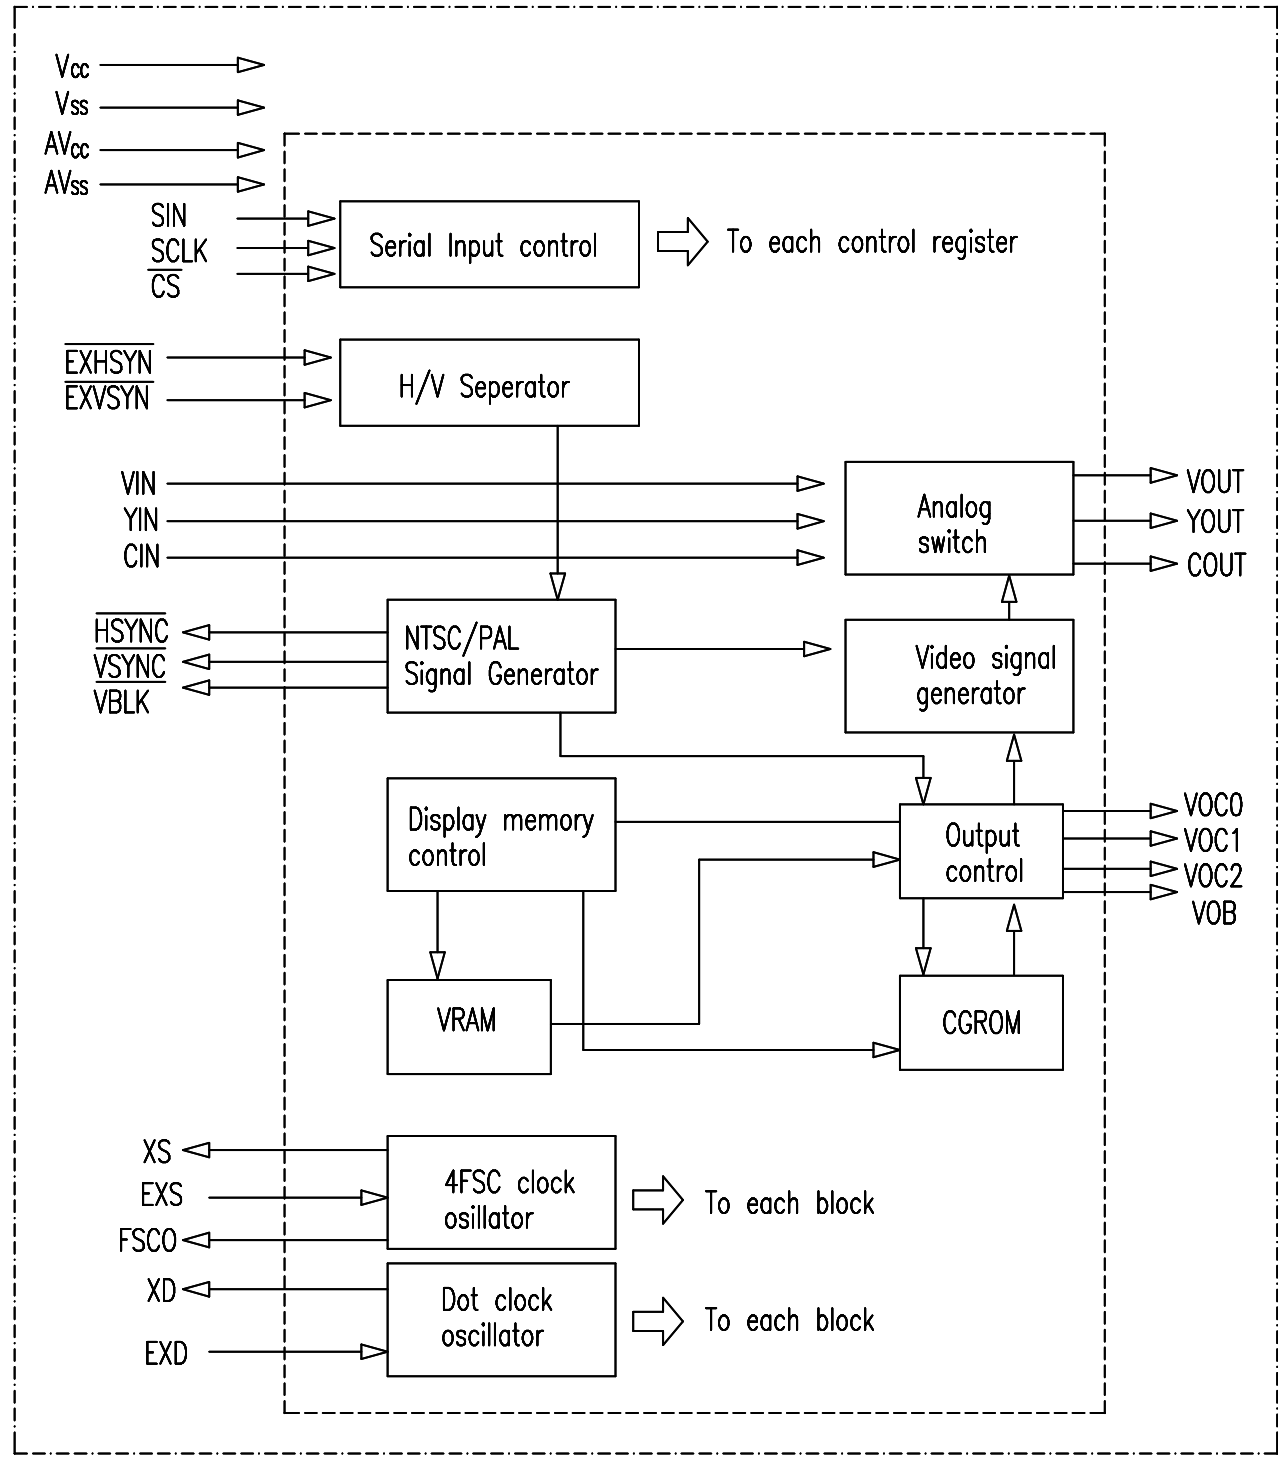 Vcc
Vss
AVcc
AVss
SIN
SCLK
CS
Serial Input control
To each control register
EXHSYN
EXVSYN
H/V Seperator
VIN
YIN
CIN
Analog
switch
VOUT
YOUT
COUT
HSYNC
VSYNC
VBLK
NTSC/PAL
Signal Generator
Video signal
generator
Display memory
control
Output
control
VOC0
VOC1
VOC2
VOB
VRAM
CGROM
XS
EXS
FSCO
4FSC clock
osillator
To each block
XD
EXD
Dot clock
oscillator
To each block